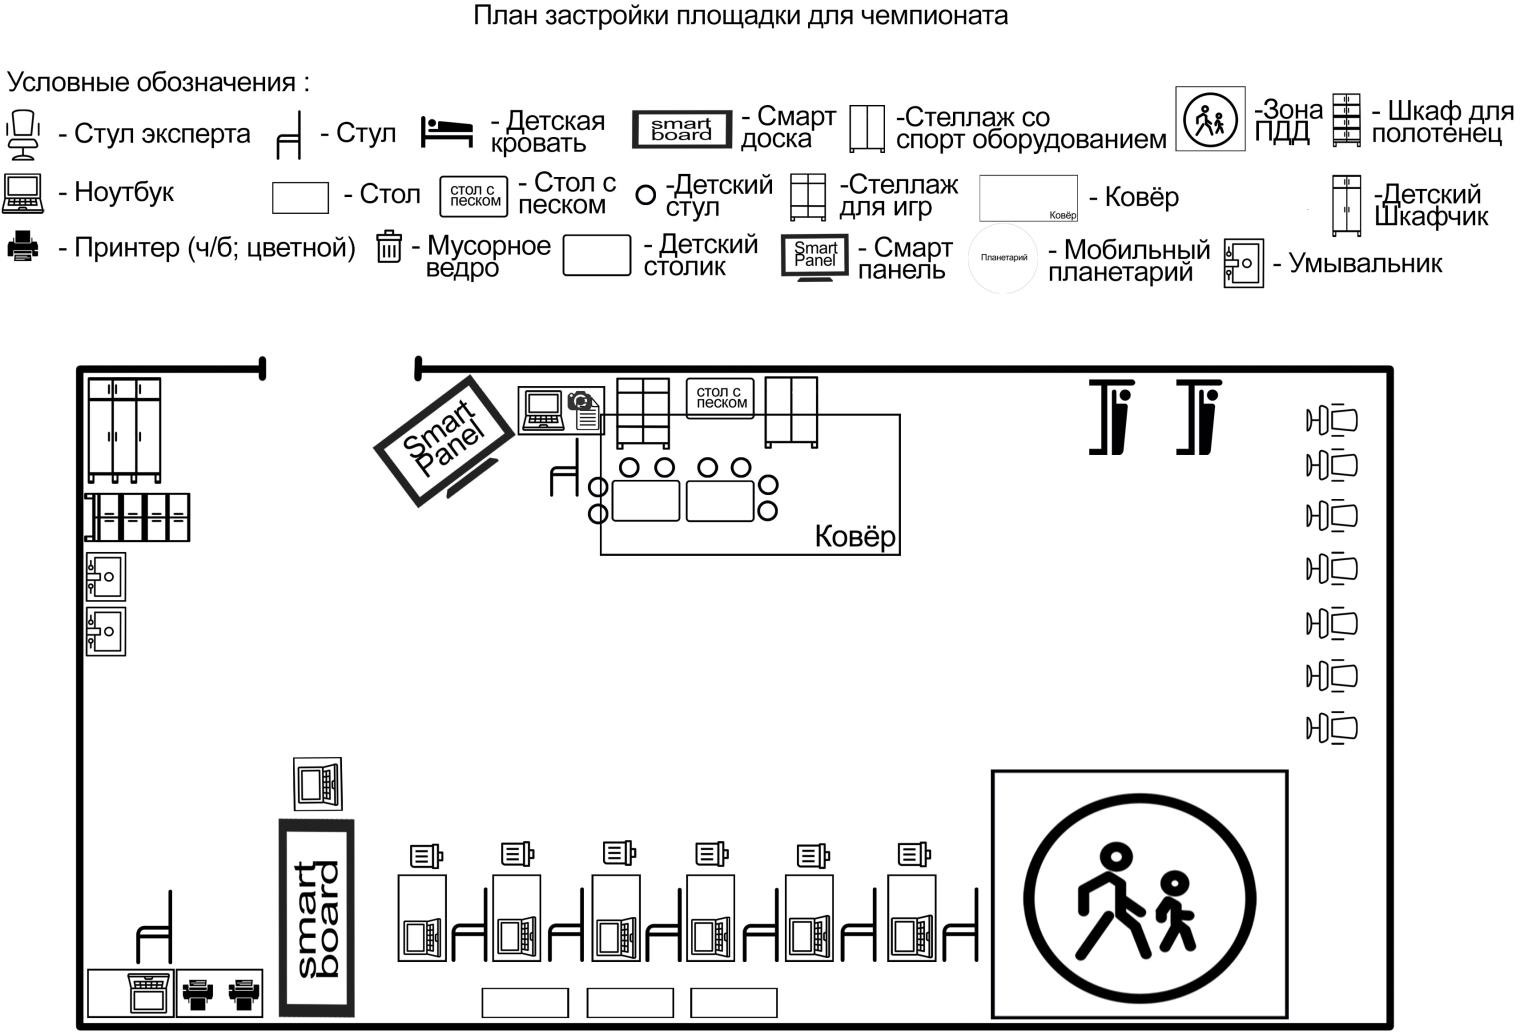 План застройки площадки для чемпионата
Условные обозначения :
- Стул эксперта
- Стул
- Детская
кровать
smart
board
- Смарт
доска
-Стеллаж со
спорт оборудованием
-Зона
ПДД
- Шкаф для
полотенец
- Ноутбук
- Стол
стол с
песком
- Стол с
песком
-Детский
стул
-Стеллаж
для игр
Ковёр
- Ковёр
-Детский
Шкафчик
- Принтер (ч/б; цветной)
- Мусорное
ведро
- Детский
столик
Smart
Panel
- Смарт
панель
Планетарий
- Мобильный
планетарий
- Умывальник
Smart
Panel
стол с
песком
Ковёр
smart
board